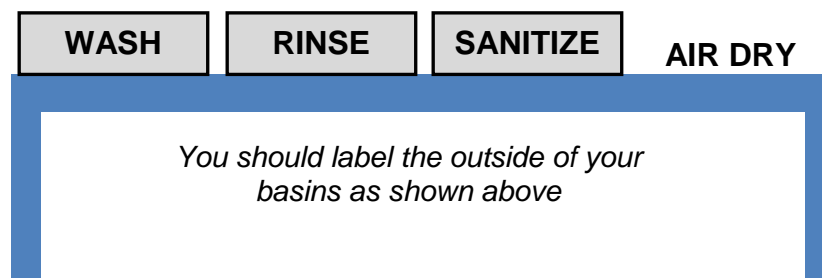 WASH RINSE SANITIZE AIR DRY
You should label the outside of your
basins as shown above